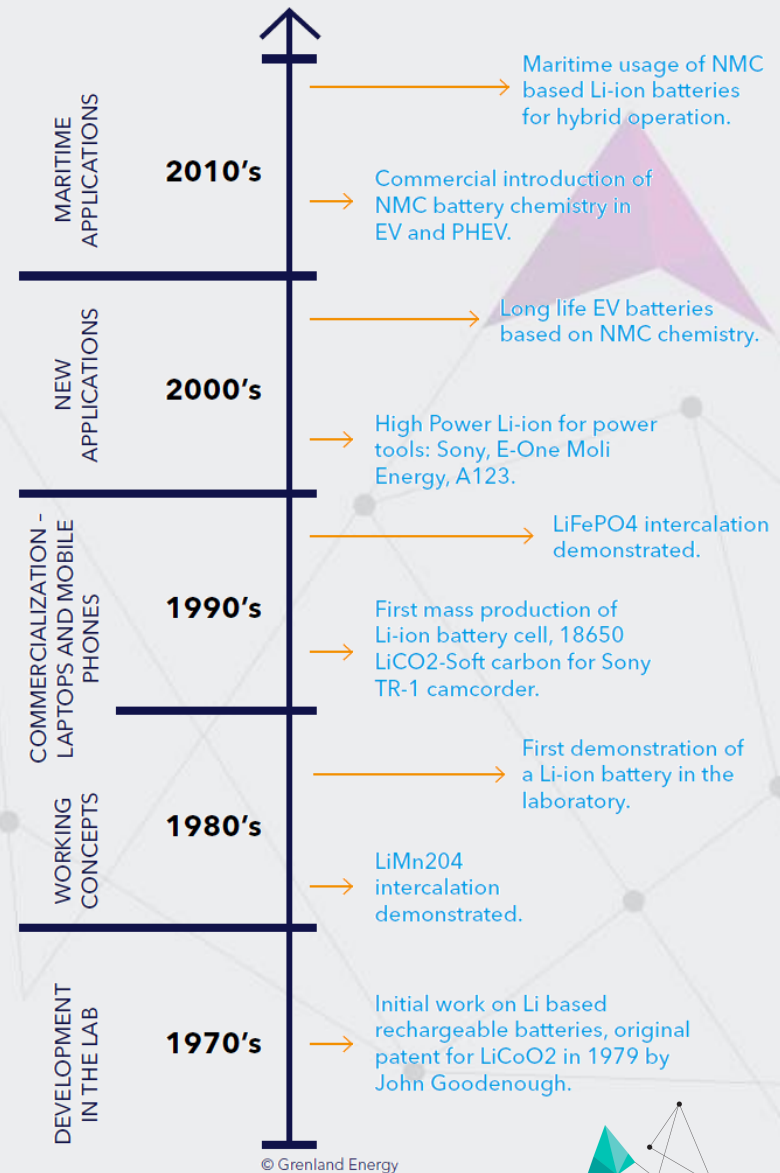 Maritime usage of NMC
based Li-ion batteries
for hybrid operation.
MARITIME
APPLICATIONS
2010’s
Commercial introduction of
NMC battery chemistry in
EV and PHEV.
Long life EV batteries
based on NMC chemistry.
NEW
APPLICATIONS
2000’s
High Power Li-ion for power
tools: Sony, E-One Moli
Energy, A123.
LiFePO4 intercalation
demonstrated.
COMMERCIALIZATION –
LAPTOPS AND MOBILE
PHONES
1990’s
First mass production of
Li-ion battery cell, 18650
LiCO2-Soft carbon for Sony
TR-1 camcorder.
First demonstration of
a Li-ion battery in the
laboratory.
WORKING
CONCEPTS
1980’s
LiMn204
intercalation
demonstrated.
DEVELOPMENT
IN THE LAB
1970’s
Initial work on Li based
rechargeable batteries, original
patent for LiCoO2 in 1979 by
John Goodenough.
© Grenland Energy